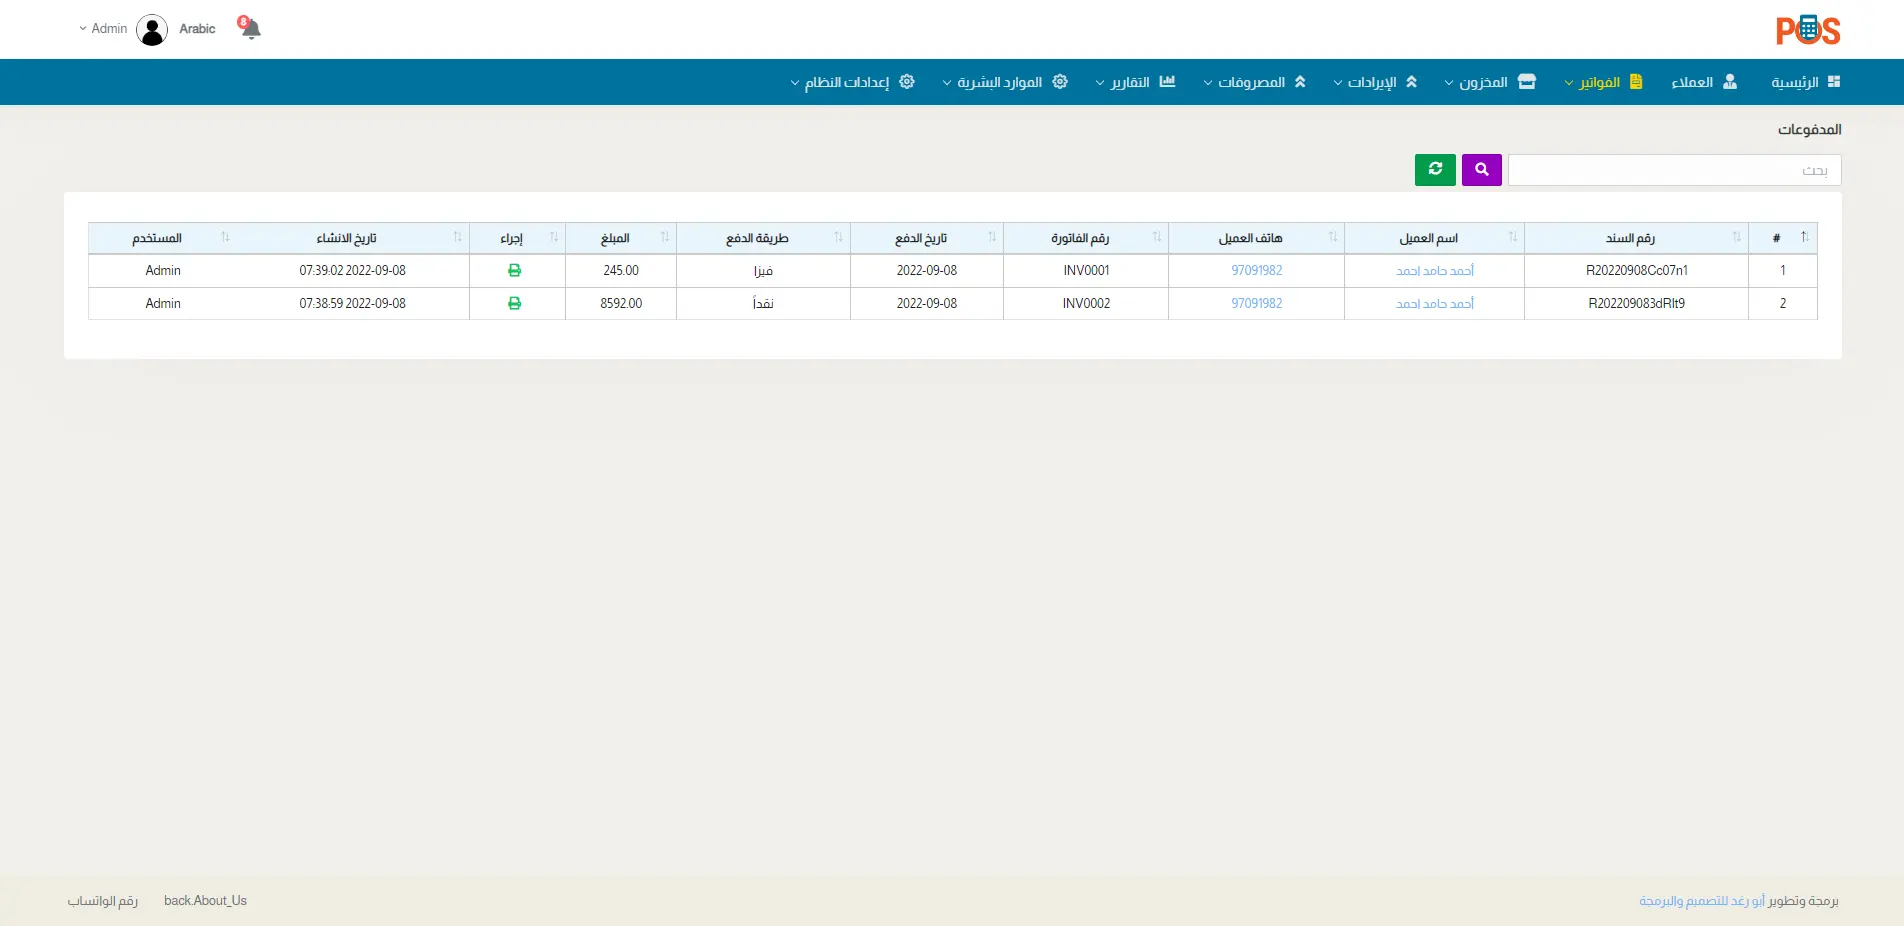 POS
8
Arabic
Admin
الرئيسية
العملاء
الفواتير
المخزون
الإيرادات
المصروفات
التقارير
الموارد البشرية
إعدادات النظام
المدفوعات
بحث
# رقم السند اسم العميل هاتف العميل رقم الفاتورة تاريخ الدفع طريقة الدفع المبلغ إجراء تاريخ الانشاء المستخدم
1 R20220908Cc07n1 أحمد حامد احمد 97091982 INV0001 2022-09-08 فيزا 245.00 2022-09-08 07:39:02 Admin
2 R202209083dRIt9 أحمد حامد احمد 97091982 INV0002 2022-09-08 نقداً 8592.00 2022-09-08 07:38:59 Admin
برمجة وتطوير أبو رغد للتصميم والبرمجة
back.About_Us
رقم الواتساب